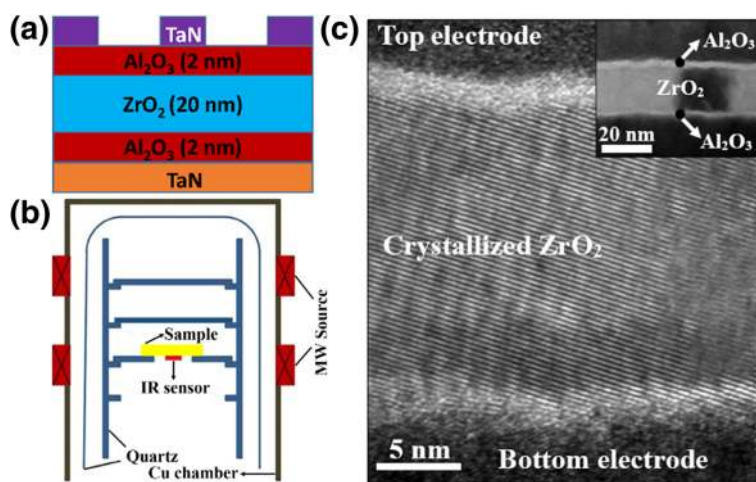 (a)
TaN
Al₂O₃ (2 nm)
ZrO₂ (20 nm)
Al₂O₃ (2 nm)
TaN
(b)
Sample
IR sensor
MW Source
Quartz
Cu chamber
(c)
Top electrode
Al₂O₃
ZrO₂
20 nm
Al₂O₃
Crystallized ZrO₂
5 nm
Bottom electrode